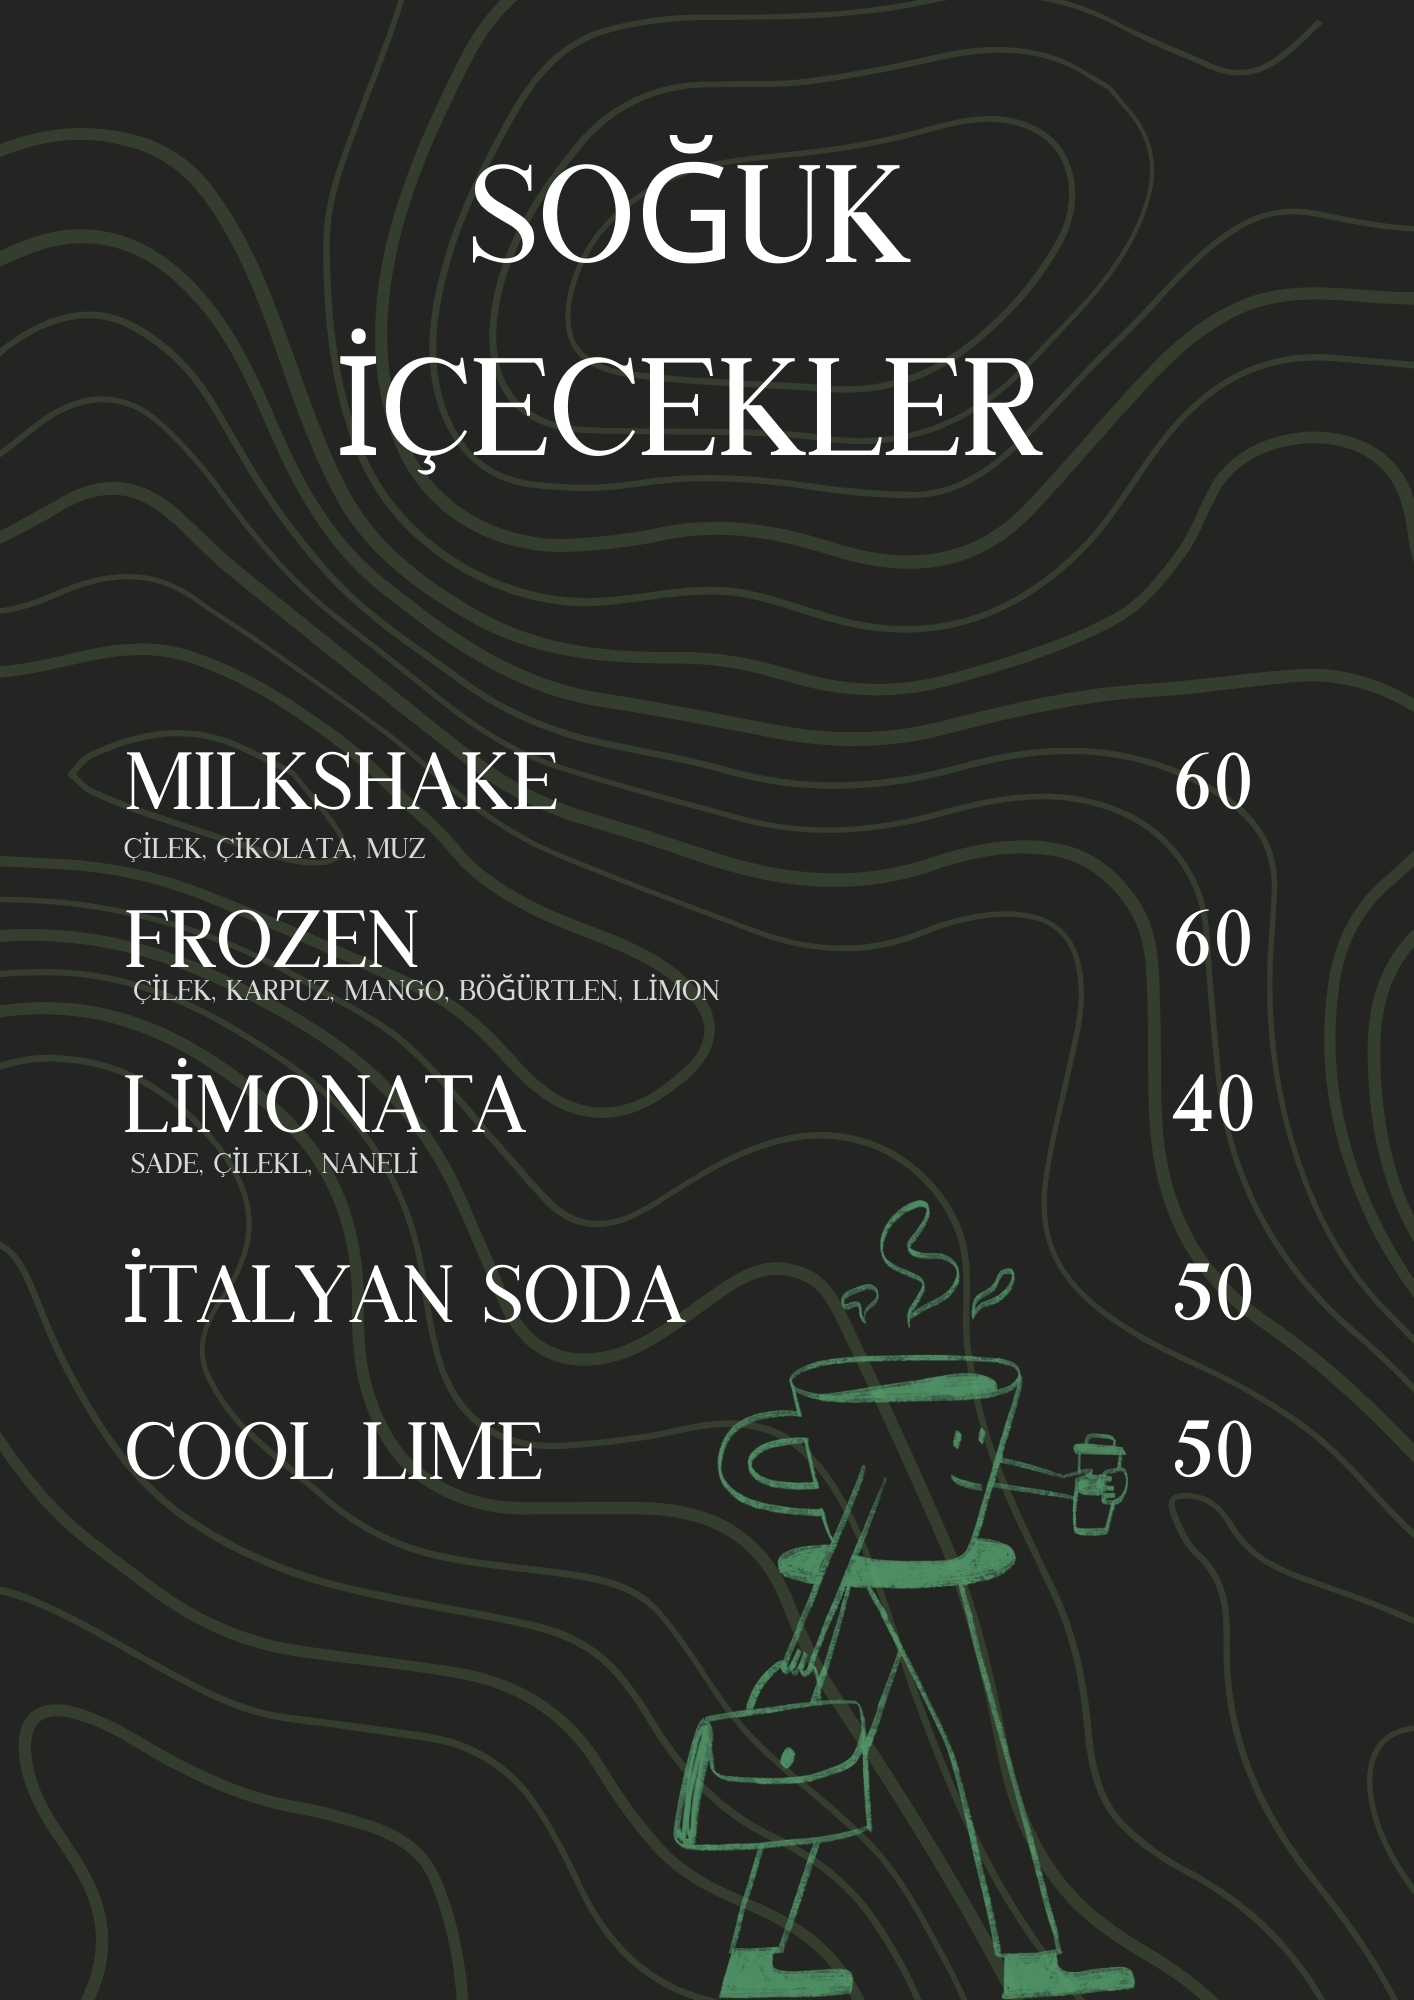 SOĞUK
İÇECEKLER
MILKSHAKE 60
ÇİLEK, ÇİKOLATA, MUZ
FROZEN 60
ÇİLEK, KARPUZ, MANGO, BÖĞÜRTLEN, LİMON
LİMONATA 40
SADE, ÇİLEKL, NANELİ
İTALYAN SODA 50
COOL LIME 50